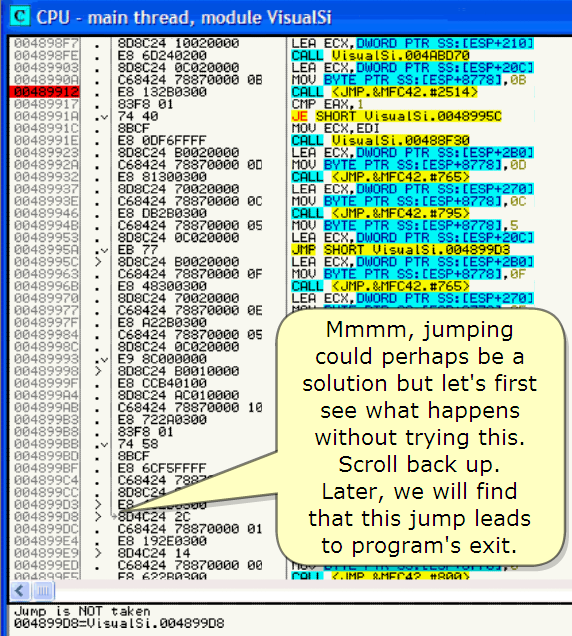 CPU - main thread, module VisualSi
004898F7 . 8D8C24 10020000 LEA ECX,DWORD PTR SS:[ESP+210]
004898FE . E8 6D240200 CALL VisualSi.004ABD70
00489903 . 8D8C24 0C020000 LEA ECX,DWORD PTR SS:[ESP+20C]
0048990A . C68424 78870000 0B MOV BYTE PTR SS:[ESP+8778],0B
00489912 . E8 132B0300 CALL <JMP.&MFC42.#2514>
00489917 . 83F8 01 CMP EAX,1
0048991A . 74 40 JE SHORT VisualSi.0048995C
0048991C . 8BCF MOV ECX,EDI
0048991E . E8 0DF6FFFF CALL VisualSi.00488F30
00489923 . 8D8C24 B0020000 LEA ECX,DWORD PTR SS:[ESP+2B0]
0048992A . C68424 78870000 0D MOV BYTE PTR SS:[ESP+8778],0D
00489932 . E8 81300300 CALL <JMP.&MFC42.#765>
00489937 . 8D8C24 70020000 LEA ECX,DWORD PTR SS:[ESP+270]
0048993E . C68424 78870000 0C MOV BYTE PTR SS:[ESP+8778],0C
00489946 . E8 DB2B0300 CALL <JMP.&MFC42.#795>
0048994B . C68424 78870000 05 MOV BYTE PTR SS:[ESP+8778],5
00489953 . 8D8C24 0C020000 LEA ECX,DWORD PTR SS:[ESP+20C]
0048995A . EB 77 JMP SHORT VisualSi.004899D3
0048995C > 8D8C24 B0020000 LEA ECX,DWORD PTR SS:[ESP+2B0]
00489963 . C68424 78870000 0F MOV BYTE PTR SS:[ESP+8778],0F
0048996B . E8 48300300 CALL <JMP.&MFC42.#765>
00489970 . 8D8C24 70020000 LEA ECX,DWORD PTR SS:[ESP+270]
00489977 . C68424 78870000 0E
0048997F . E8 A22B0300
00489984 . C68424 78870000 05
0048998C . 8D8C24 0C020000
00489993 . E9 8C000000
00489998 > 8D8C24 B0010000
0048999F . E8 CCB40100
004899A4 . 8D8C24 AC010000
004899AB . C68424 78870000 10
004899B3 . E8 722A0300
004899B8 . 83F8 01
004899BB . 74 58
004899BD . 8BCF
004899BF . E8 6CF5FFFF
004899C4 . C68424
004899CC . 8D8C24
004899D3 > E8
004899D8 > 8D4C24 2C
004899DC . C68424 78870000 01
004899E4 . E8 192E0300
004899E9 > 8D4C24 14
004899ED . C68424 78870000 00
004899F5 . E8 622B0300 CALL <JMP.&MFC42.#800>
Mmmm, jumping
could perhaps be a
solution but let's first
see what happens
without trying this.
Scroll back up.
Later, we will find
that this jump leads
to program's exit.
Jump is NOT taken
004899D8=VisualSi.004899D8